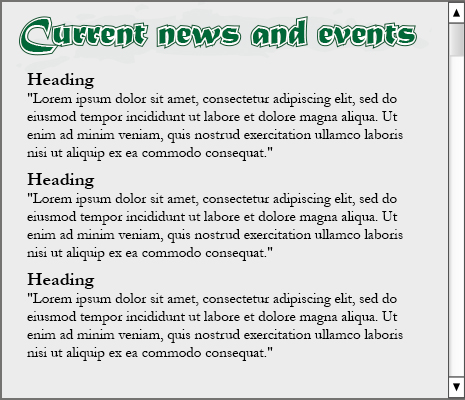 Current news and events
Heading
"Lorem ipsum dolor sit amet, consectetur adipiscing elit, sed do
eiusmod tempor incididunt ut labore et dolore magna aliqua. Ut
enim ad minim veniam, quis nostrud exercitation ullamco laboris
nisi ut aliquip ex ea commodo consequat."
Heading
"Lorem ipsum dolor sit amet, consectetur adipiscing elit, sed do
eiusmod tempor incididunt ut labore et dolore magna aliqua. Ut
enim ad minim veniam, quis nostrud exercitation ullamco laboris
nisi ut aliquip ex ea commodo consequat."
Heading
"Lorem ipsum dolor sit amet, consectetur adipiscing elit, sed do
eiusmod tempor incididunt ut labore et dolore magna aliqua. Ut
enim ad minim veniam, quis nostrud exercitation ullamco laboris
nisi ut aliquip ex ea commodo consequat."